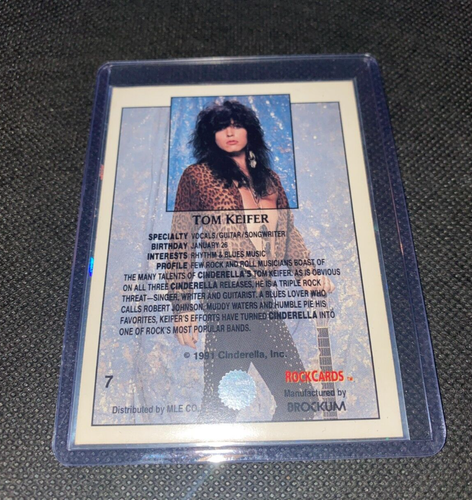 TOM KEIFER
SPECIALTY VOCALS/GUITAR/SONGWRITER
BIRTHDAY JANUARY 26
INTERESTS RHYTHM & BLUES MUSIC
PROFILE FEW ROCK AND ROLL MUSICIANS BOAST OF
THE MANY TALENTS OF CINDERELLA'S TOM KEIFER. AS IS OBVIOUS
ON ALL THREE CINDERELLA RELEASES, HE IS A TRIPLE ROCK
THREAT—SINGER, WRITER AND GUITARIST. A BLUES LOVER WHO
CALLS ROBERT JOHNSON, MUDDY WATERS AND HUMBLE PIE HIS
FAVORITES, KEIFER'S EFFORTS HAVE TURNED CINDERELLA INTO
ONE OF ROCK'S MOST POPULAR BANDS.
© 1991 Cinderella, Inc.
7
ROCKCARDS™
Manufactured by
BROCKUM
Distributed by MLE CO.